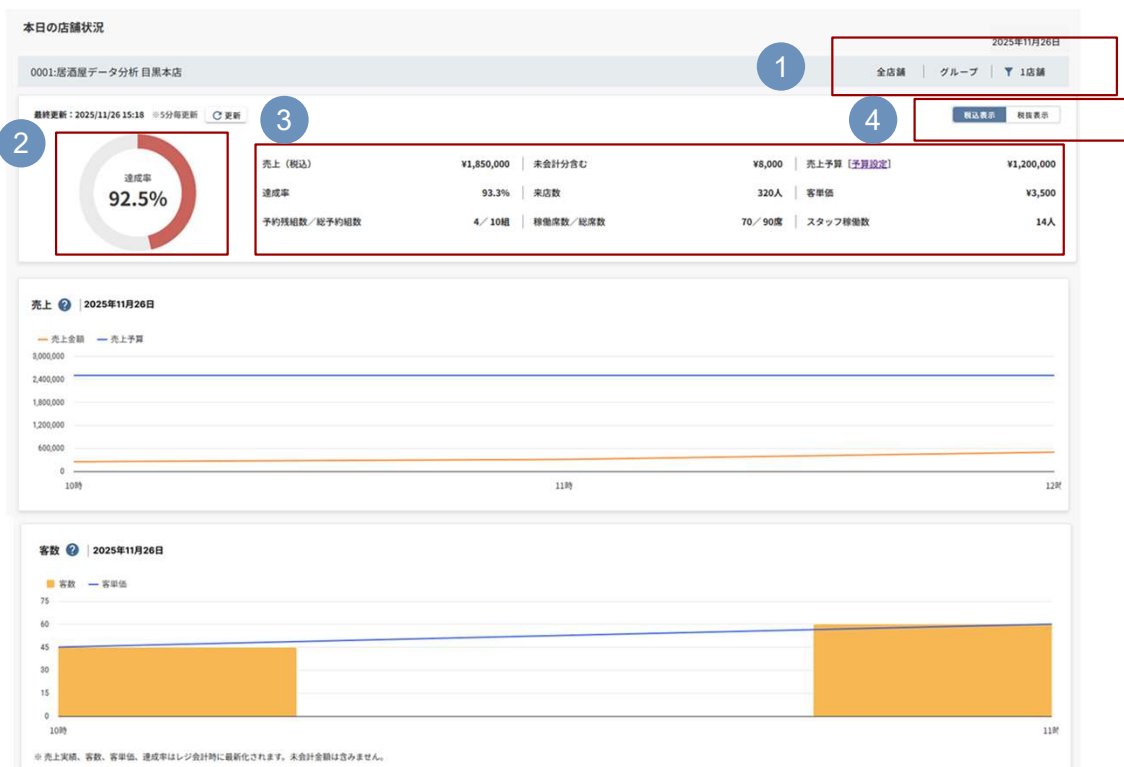 本日の店舗状況
2025年11月26日
1
0001:居酒屋データ分析 目黒本店
全店舗 グループ 1店舗
最終更新：2025/11/26 15:18 ※5分毎更新 更新
3
4
税込表示 税抜表示
2
達成率
92.5%
売上（税込） ¥1,850,000 未会計分含む ¥8,000 売上予算［予算設定］ ¥1,200,000
達成率 93.3% 来店数 320人 客単価 ¥3,500
予約残組数／総予約組数 4／10組 稼働席数／総席数 70／90席 スタッフ稼働数 14人
売上 ? 2025年11月26日
売上金額 売上予算
3,000,000
2,400,000
1,800,000
1,200,000
600,000
0
10時 11時 12時
客数 ? 2025年11月26日
客数 客単価
75
60
45
30
15
0
10時 11時
※ 売上実績、客数、客単価、達成率はレジ会計時に最新化されます。未会計金額は含みません。